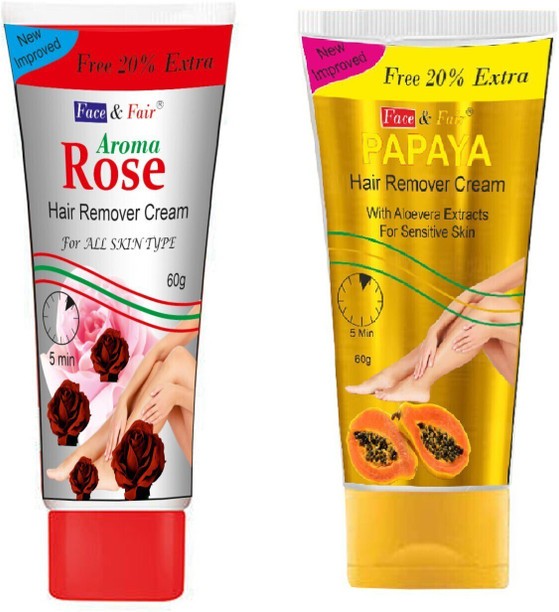 New
Improved
Free 20% Extra
Face & Fair®
Aroma
Rose
Hair Remover Cream
For ALL SKIN TYPE
60g
5 min
New
Improved
Free 20% Extra
Face & Fair®
PAPAYA
Hair Remover Cream
With Aloevera Extracts
For Sensitive Skin
5 Min
60g